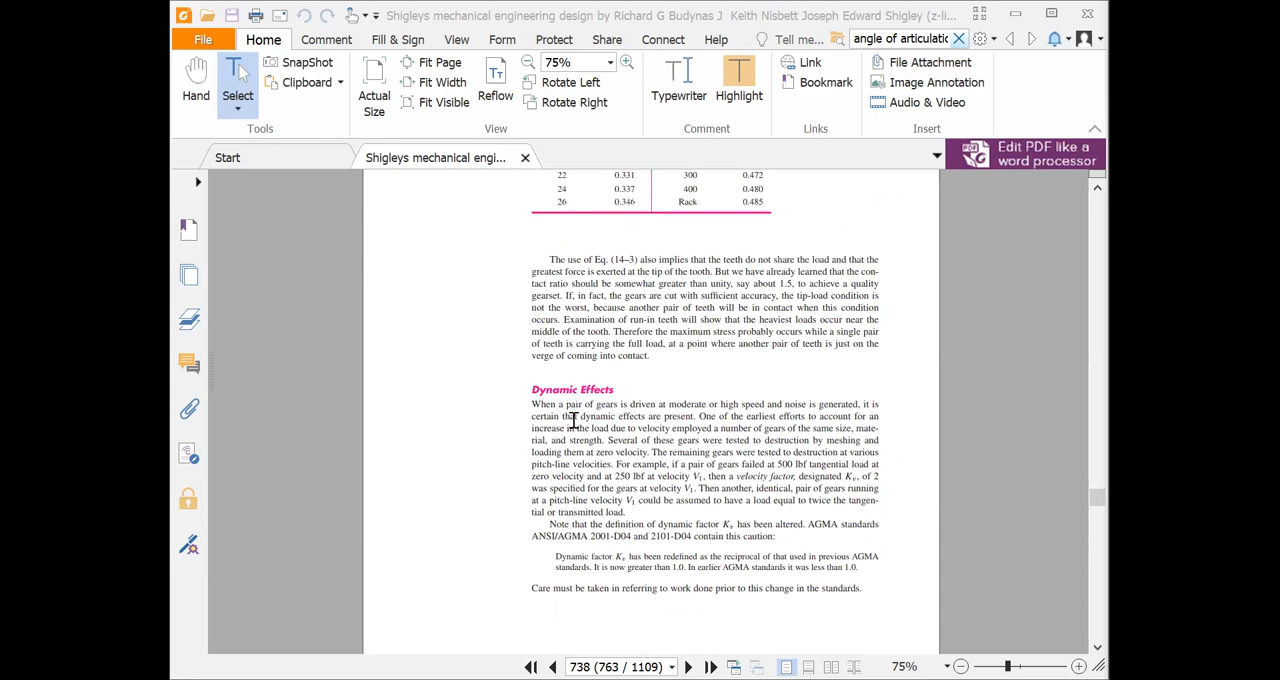 Shigleys mechanical engineering design by Richard G Budynas J Keith Nisbett Joseph Edward Shigley (z-li...
File Home Comment Fill & Sign View Form Protect Share Connect Help Tell me... angle of articulatio
Hand Select SnapShot Clipboard Actual Size Fit Page Fit Width Fit Visible Reflow 75% Rotate Left Rotate Right Typewriter Highlight Link Bookmark File Attachment Image Annotation Audio & Video
Tools View Comment Links Insert
Start Shigleys mechanical engi... Edit PDF like a word processor
22 0.331 300 0.472
24 0.337 400 0.480
26 0.346 Rack 0.485
The use of Eq. (14–3) also implies that the teeth do not share the load and that the
greatest force is exerted at the tip of the tooth. But we have already learned that the con-
tact ratio should be somewhat greater than unity, say about 1.5, to achieve a quality
gearset. If, in fact, the gears are cut with sufficient accuracy, the tip-load condition is
not the worst, because another pair of teeth will be in contact when this condition
occurs. Examination of run-in teeth will show that the heaviest loads occur near the
middle of the tooth. Therefore the maximum stress probably occurs while a single pair
of teeth is carrying the full load, at a point where another pair of teeth is just on the
verge of coming into contact.
Dynamic Effects
When a pair of gears is driven at moderate or high speed and noise is generated, it is
certain that dynamic effects are present. One of the earliest efforts to account for an
increase in the load due to velocity employed a number of gears of the same size, mate-
rial, and strength. Several of these gears were tested to destruction by meshing and
loading them at zero velocity. The remaining gears were tested to destruction at various
pitch-line velocities. For example, if a pair of gears failed at 500 lbf tangential load at
zero velocity and at 250 lbf at velocity V1, then a velocity factor, designated Kv, of 2
was specified for the gears at velocity V1. Then another, identical, pair of gears running
at a pitch-line velocity V1 could be assumed to have a load equal to twice the tangen-
tial or transmitted load.
Note that the definition of dynamic factor Kv has been altered. AGMA standards
ANSI/AGMA 2001-D04 and 2101-D04 contain this caution:
Dynamic factor Kv has been redefined as the reciprocal of that used in previous AGMA
standards. It is now greater than 1.0. In earlier AGMA standards it was less than 1.0.
Care must be taken in referring to work done prior to this change in the standards.
738 (763 / 1109) 75%